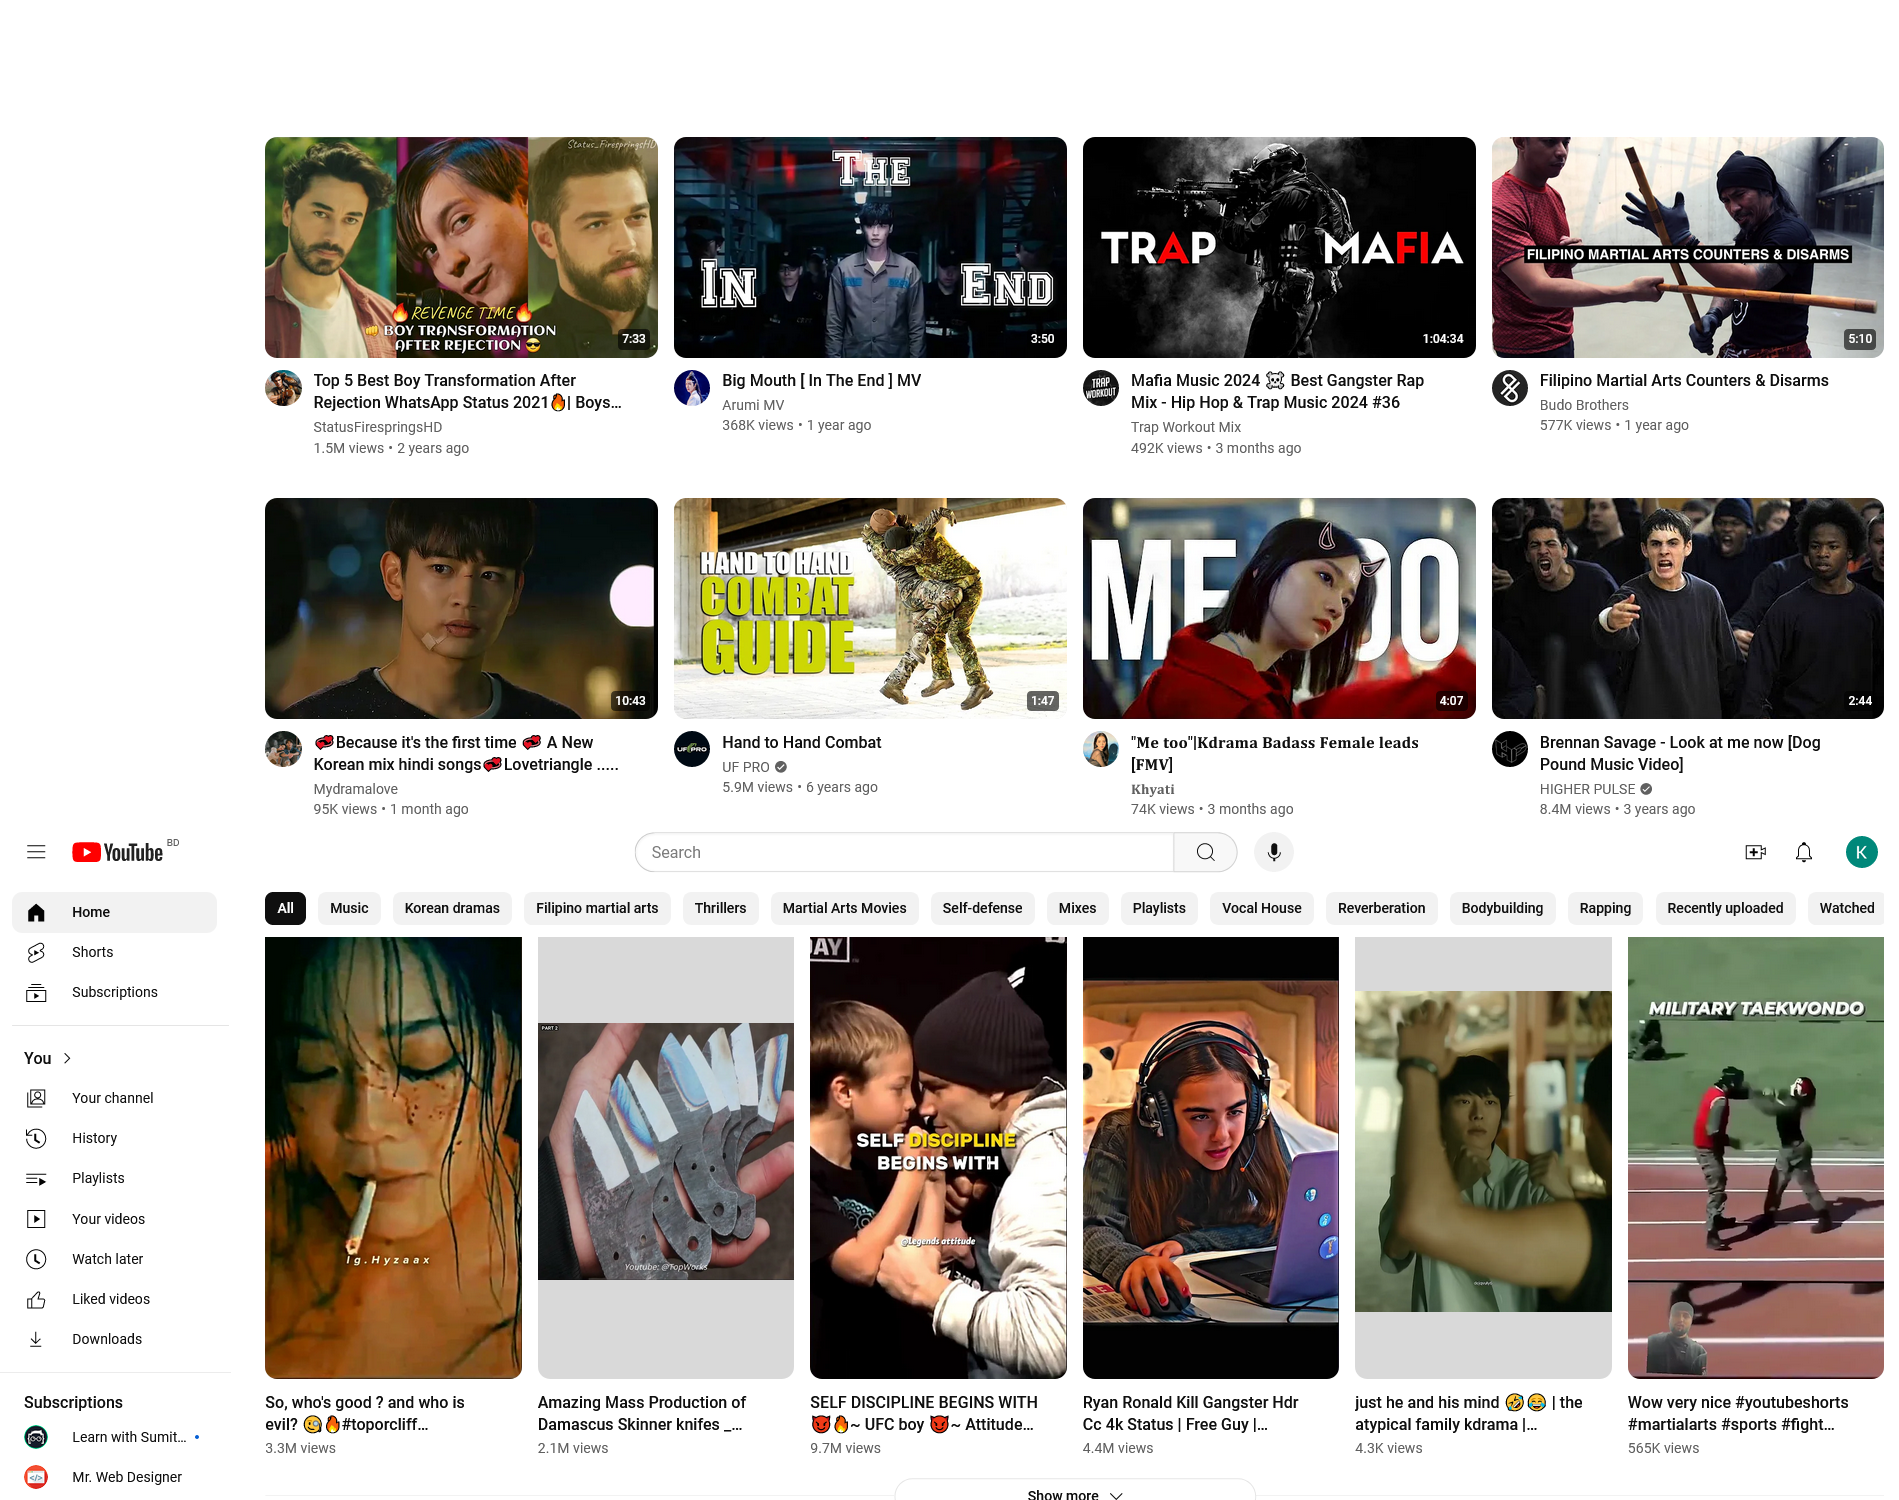 Status_FirespringsHD
🔥REVENGE TIME🔥
👊 BOY TRANSFORMATION
AFTER REJECTION 😎
7:33
THE
IN END
3:50
TRAP MAFIA
1:04:34
FILIPINO MARTIAL ARTS COUNTERS & DISARMS
5:10
Top 5 Best Boy Transformation After
Rejection WhatsApp Status 2021🔥| Boys...
StatusFirespringsHD
1.5M views • 2 years ago
Big Mouth [ In The End ] MV
Arumi MV
368K views • 1 year ago
TRAP
WORKOUT
Mafia Music 2024 ☠️ Best Gangster Rap
Mix - Hip Hop & Trap Music 2024 #36
Trap Workout Mix
492K views • 3 months ago
Filipino Martial Arts Counters & Disarms
Budo Brothers
577K views • 1 year ago
10:43
HAND TO HAND
COMBAT
GUIDE
1:47
ME OO
4:07
2:44
💋Because it's the first time 💋 A New
Korean mix hindi songs💋Lovetriangle .....
Mydramalove
95K views • 1 month ago
UF PRO
Hand to Hand Combat
UF PRO
5.9M views • 6 years ago
"Me too"|Kdrama Badass Female leads
[FMV]
Khyati
74K views • 3 months ago
Brennan Savage - Look at me now [Dog
Pound Music Video]
HIGHER PULSE
8.4M views • 3 years ago
YouTube BD
Search
K
Home
Shorts
Subscriptions
You
Your channel
History
Playlists
Your videos
Watch later
Liked videos
Downloads
Subscriptions
Learn with Sumit...
Mr. Web Designer
All Music Korean dramas Filipino martial arts Thrillers Martial Arts Movies Self-defense Mixes Playlists Vocal House Reverberation Bodybuilding Rapping Recently uploaded Watched
Ig.Hyzaax
PART 2
Youtube: @TopWorks
DAY
SELF DISCIPLINE
BEGINS WITH
@legends attitude
MILITARY TAEKWONDO
So, who's good ? and who is
evil? 🧐🔥#toporcliff...
3.3M views
Amazing Mass Production of
Damascus Skinner knifes _...
2.1M views
SELF DISCIPLINE BEGINS WITH
😈🔥~ UFC boy 😈~ Attitude...
9.7M views
Ryan Ronald Kill Gangster Hdr
Cc 4k Status | Free Guy |...
4.4M views
just he and his mind 🤣😂 | the
atypical family kdrama |...
4.3K views
Wow very nice #youtubeshorts
#martialarts #sports #fight...
565K views
Show more